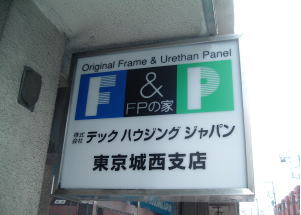 Original Frame & Urethan Panel
F & P
FPの家
株式会社 テック ハウジング ジャパン
東京城西支店